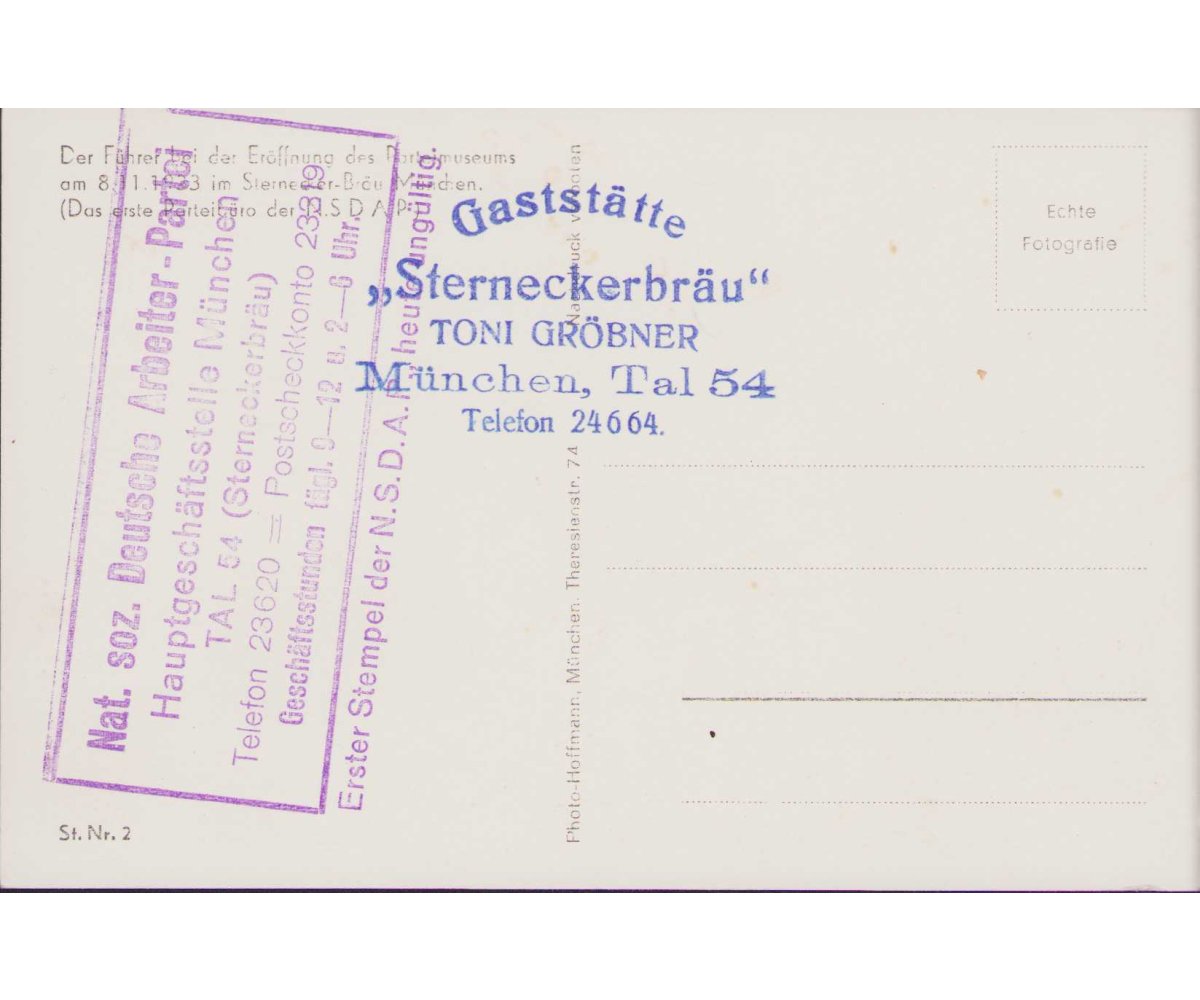 Der Führer bei der Eröffnung des Parteimuseums
am 8.11.1933 im Sternecker-Bräu München.
(Das erste Parteibüro der N.S.D.A.P.)
Nat. soz. Deutsche Arbeiter-Partei
Hauptgeschäftsstelle München
TAL 54 (Sterneckerbräu)
Telefon 23620 = Postscheckkonto 23319
Geschäftsstunden tägl. 9—12 u. 2—6 Uhr.
Erster Stempel der N.S.D.A.P., heute ungültig.
Gaststätte
„Sterneckerbräu“
TONI GRÖBNER
München, Tal 54
Telefon 24664.
Photo-Hoffmann, München. Theresienstr. 74 Nachdruck verboten
Echte
Fotografie
St. Nr. 2